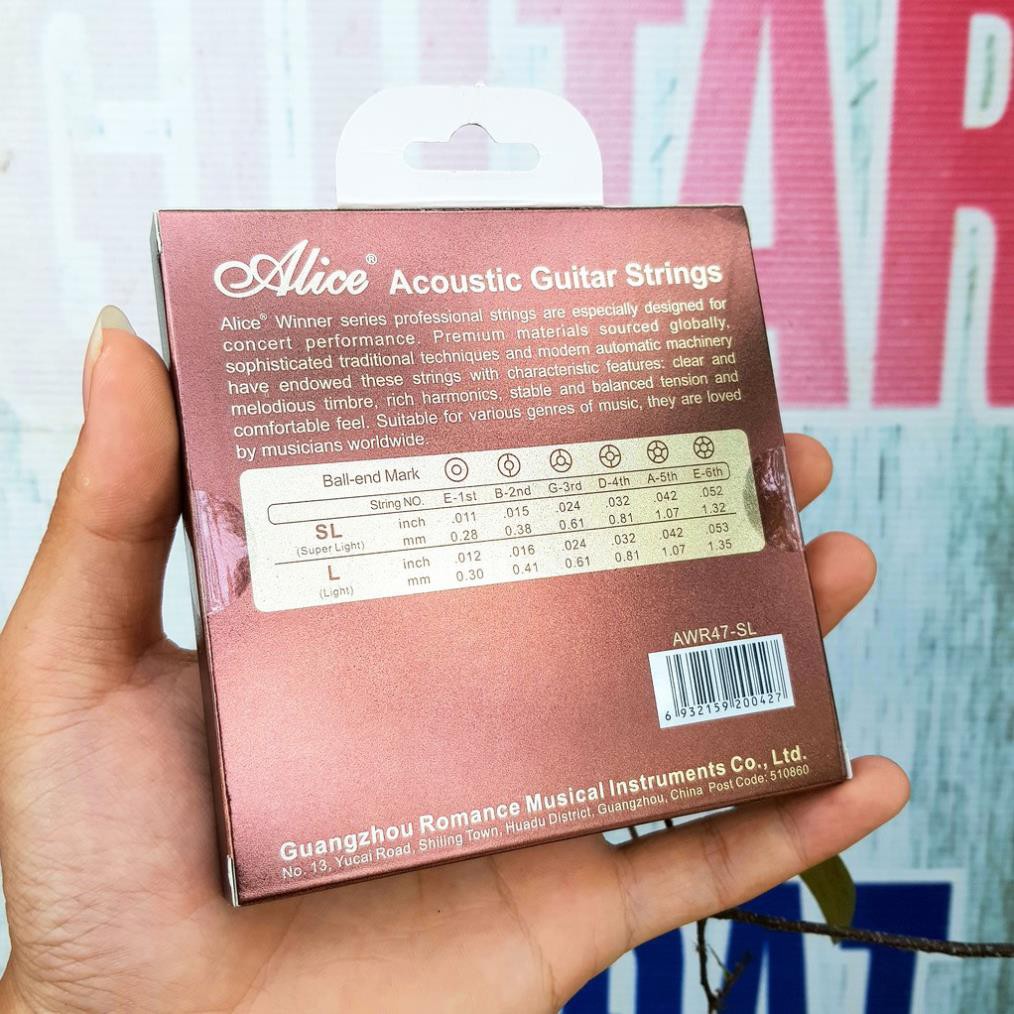 GUITAR
Alice® Acoustic Guitar Strings
Alice® Winner series professional strings are especially designed for
concert performance. Premium materials sourced globally,
sophisticated traditional techniques and modern automatic machinery
have endowed these strings with characteristic features: clear and
melodious timbre, rich harmonics, stable and balanced tension and
comfortable feel. Suitable for various genres of music, they are loved
by musicians worldwide.
Ball-end Mark
String NO. E-1st B-2nd G-3rd D-4th A-5th E-6th
SL inch .011 .015 .024 .032 .042 .052
(Super Light) mm 0.28 0.38 0.61 0.81 1.07 1.32
L inch .012 .016 .024 .032 .042 .053
(Light) mm 0.30 0.41 0.61 0.81 1.07 1.35
AWR47-SL
6 932159 200427
Guangzhou Romance Musical Instruments Co., Ltd.
No. 13, Yucai Road, Shiling Town, Huadu District, Guangzhou, China Post Code: 510860